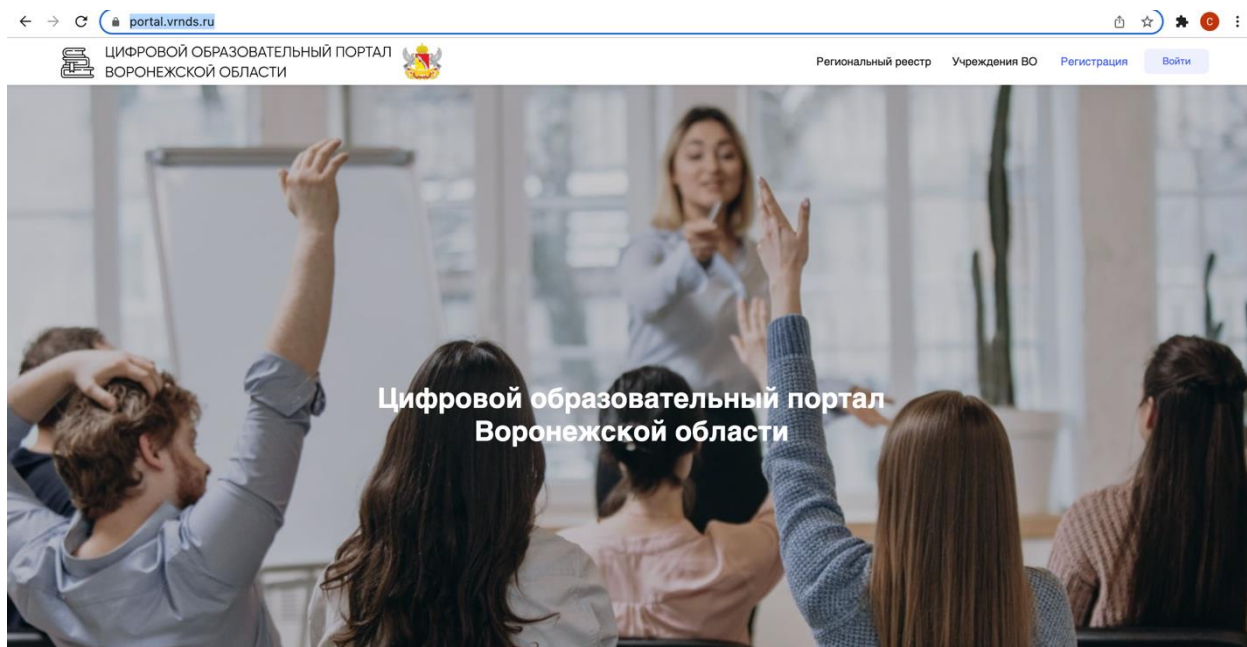 portal.vrnds.ru
C
ЦИФРОВОЙ ОБРАЗОВАТЕЛЬНЫЙ ПОРТАЛ
ВОРОНЕЖСКОЙ ОБЛАСТИ
Региональный реестр Учреждения ВО Регистрация Войти
Цифровой образовательный портал
Воронежской области